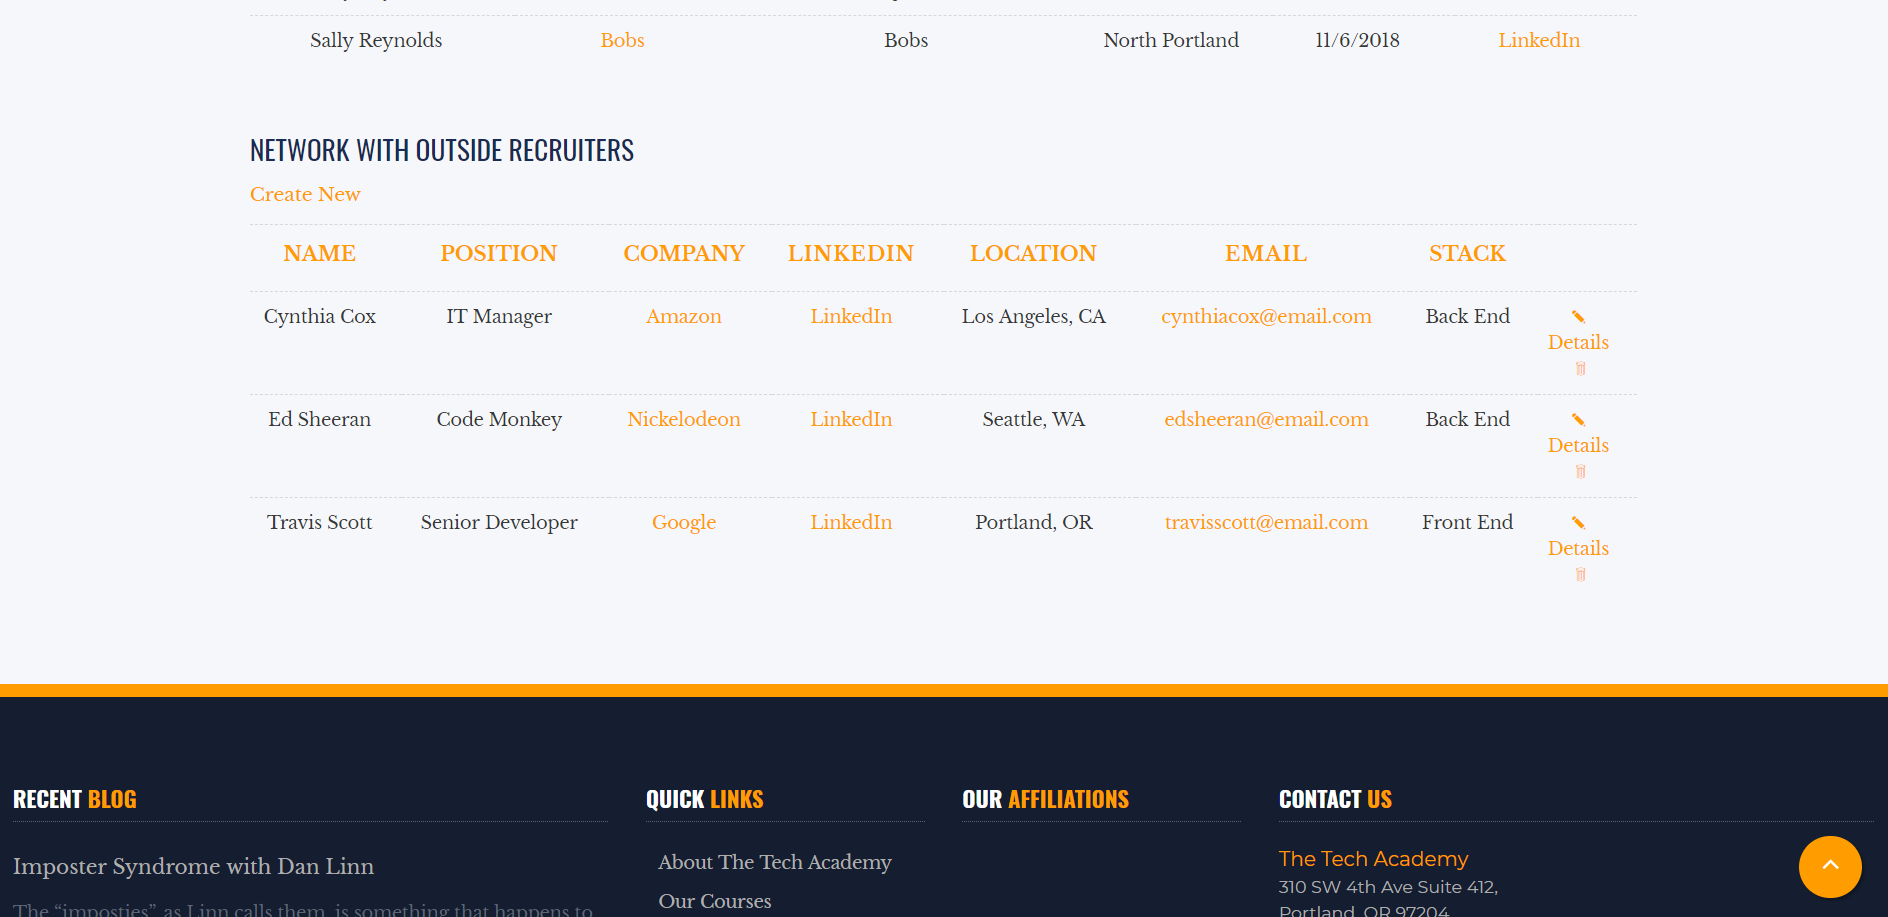 Sally Reynolds Bobs Bobs North Portland 11/6/2018 LinkedIn
NETWORK WITH OUTSIDE RECRUITERS
Create New
NAME POSITION COMPANY LINKEDIN LOCATION EMAIL STACK
Cynthia Cox IT Manager Amazon LinkedIn Los Angeles, CA cynthiacox@email.com Back End
Details
Ed Sheeran Code Monkey Nickelodeon LinkedIn Seattle, WA edsheeran@email.com Back End
Details
Travis Scott Senior Developer Google LinkedIn Portland, OR travisscott@email.com Front End
Details
RECENT BLOG
Imposter Syndrome with Dan Linn
The “imposties”, as Linn calls them, is something that happens to
QUICK LINKS
About The Tech Academy
Our Courses
OUR AFFILIATIONS
CONTACT US
The Tech Academy
310 SW 4th Ave Suite 412,
Portland, OR 97204